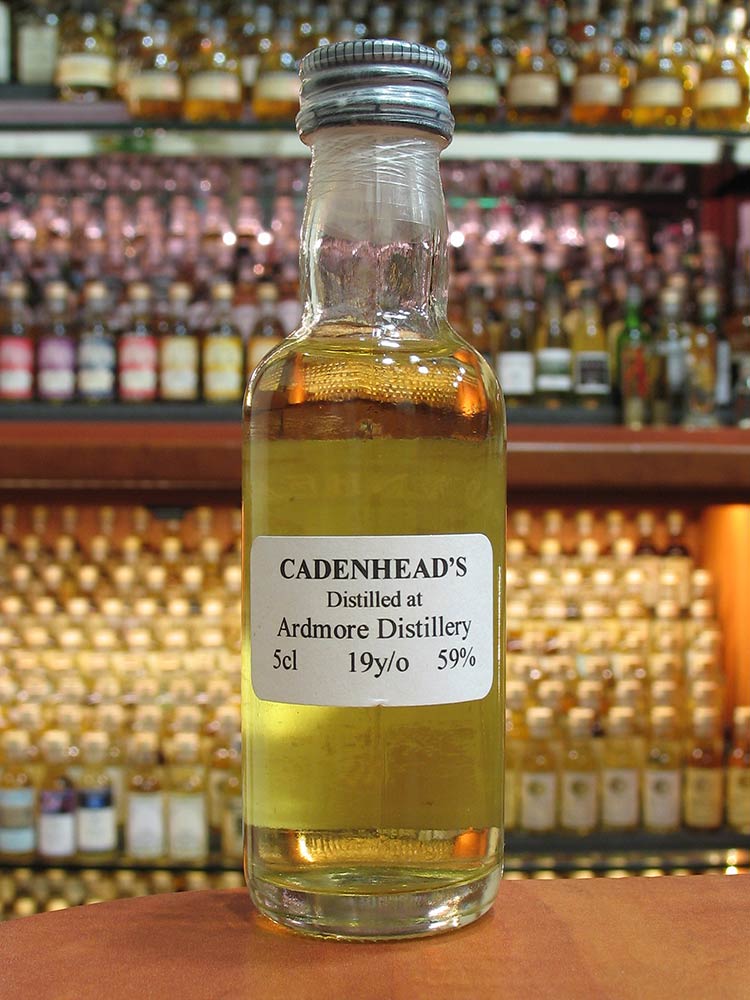 CADENHEAD'S
Distilled at
Ardmore Distillery
5cl 19y/o 59%